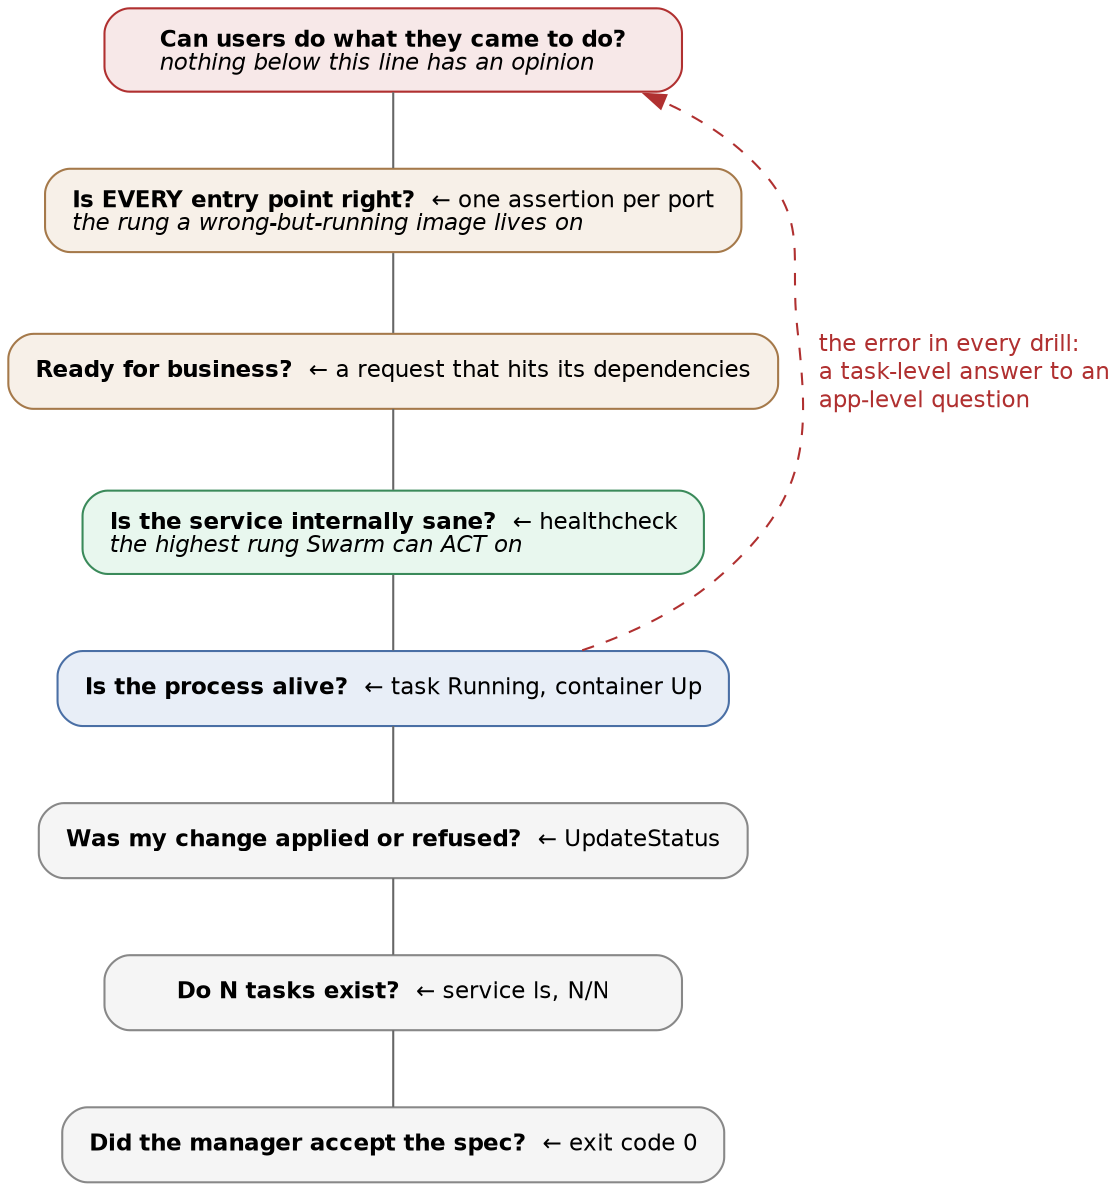 Can users do what they came to do?
nothing below this line has an opinion
Is EVERY entry point right? ← one assertion per port
the rung a wrong-but-running image lives on
the error in every drill:
a task-level answer to an
app-level question
Ready for business? ← a request that hits its dependencies
Is the service internally sane? ← healthcheck
the highest rung Swarm can ACT on
Is the process alive? ← task Running, container Up
Was my change applied or refused? ← UpdateStatus
Do N tasks exist? ← service ls, N/N
Did the manager accept the spec? ← exit code 0